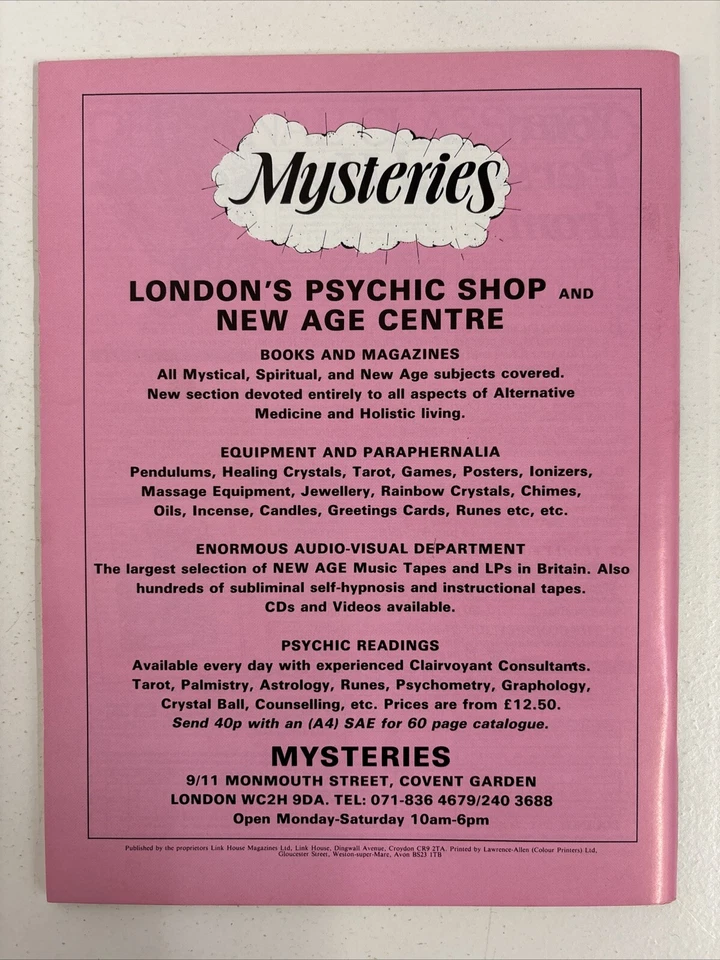 Mysteries
LONDON'S PSYCHIC SHOP AND
NEW AGE CENTRE
BOOKS AND MAGAZINES
All Mystical, Spiritual, and New Age subjects covered.
New section devoted entirely to all aspects of Alternative
Medicine and Holistic living.
EQUIPMENT AND PARAPHERNALIA
Pendulums, Healing Crystals, Tarot, Games, Posters, Ionizers,
Massage Equipment, Jewellery, Rainbow Crystals, Chimes,
Oils, Incense, Candles, Greetings Cards, Runes etc, etc.
ENORMOUS AUDIO-VISUAL DEPARTMENT
The largest selection of NEW AGE Music Tapes and LPs in Britain. Also
hundreds of subliminal self-hypnosis and instructional tapes.
CDs and Videos available.
PSYCHIC READINGS
Available every day with experienced Clairvoyant Consultants.
Tarot, Palmistry, Astrology, Runes, Psychometry, Graphology,
Crystal Ball, Counselling, etc. Prices are from £12.50.
Send 40p with an (A4) SAE for 60 page catalogue.
MYSTERIES
9/11 MONMOUTH STREET, COVENT GARDEN
LONDON WC2H 9DA. TEL: 071-836 4679/240 3688
Open Monday-Saturday 10am-6pm
Published by the proprietors Link House Magazines Ltd, Link House, Dingwall Avenue, Croydon CR9 2TA. Printed by Lawrence-Allen (Colour Printers) Ltd,
Gloucester Street, Weston-super-Mare, Avon BS23 1TB